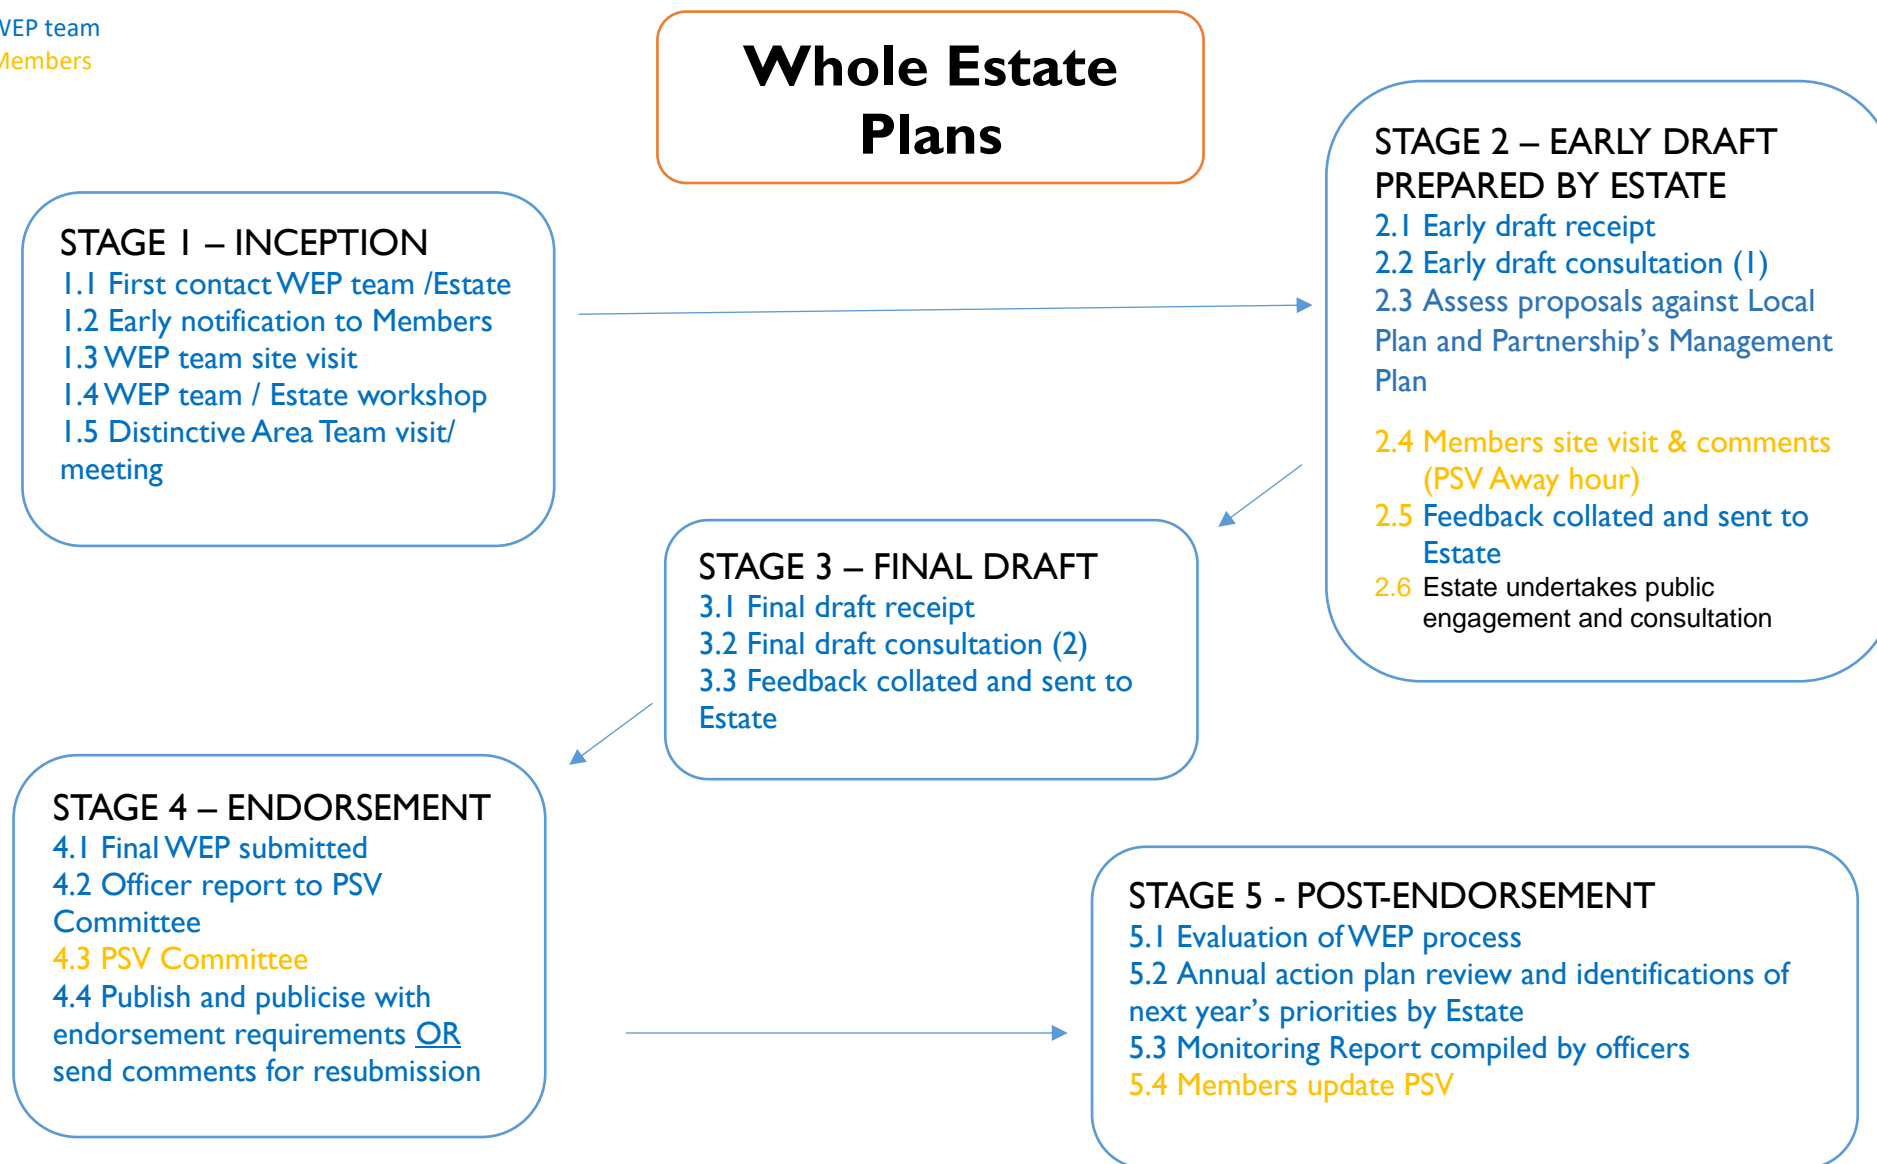 WEP team
Members
Whole Estate
Plans
STAGE 1 – INCEPTION
1.1 First contact WEP team /Estate
1.2 Early notification to Members
1.3 WEP team site visit
1.4 WEP team / Estate workshop
1.5 Distinctive Area Team visit/
meeting
STAGE 2 – EARLY DRAFT
PREPARED BY ESTATE
2.1 Early draft receipt
2.2 Early draft consultation (1)
2.3 Assess proposals against Local
Plan and Partnership’s Management
Plan
2.4 Members site visit & comments
(PSV Away hour)
2.5 Feedback collated and sent to
Estate
2.6 Estate undertakes public
engagement and consultation
STAGE 3 – FINAL DRAFT
3.1 Final draft receipt
3.2 Final draft consultation (2)
3.3 Feedback collated and sent to
Estate
STAGE 4 – ENDORSEMENT
4.1 Final WEP submitted
4.2 Officer report to PSV
Committee
4.3 PSV Committee
4.4 Publish and publicise with
endorsement requirements OR
send comments for resubmission
STAGE 5 - POST-ENDORSEMENT
5.1 Evaluation of WEP process
5.2 Annual action plan review and identifications of
next year’s priorities by Estate
5.3 Monitoring Report compiled by officers
5.4 Members update PSV